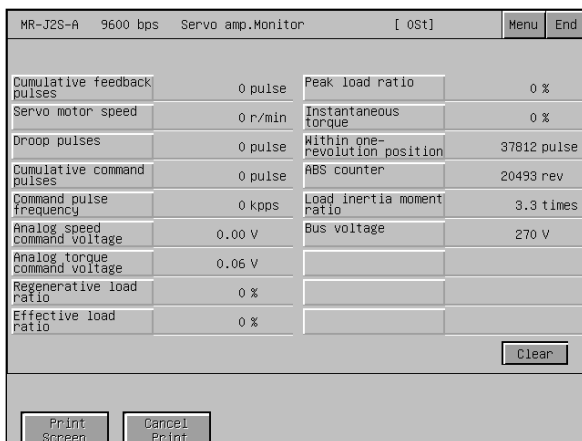 MR-J2S-A 9600 bps Servo amp.Monitor [ 0St] Menu End
Cumulative feedback
pulses
0 pulse
Peak load ratio
0 %
Servo motor speed
0 r/min
Instantaneous
torque
0 %
Droop pulses
0 pulse
Within one-
revolution position
37812 pulse
Cumulative command
pulses
0 pulse
ABS counter
20493 rev
Command pulse
frequency
0 kpps
Load inertia moment
ratio
3.3 times
Analog speed
command voltage
0.00 V
Bus voltage
270 V
Analog torque
command voltage
0.06 V
Regenerative load
ratio
0 %
Effective load
ratio
0 %
Clear
Print
Screen
Cancel
Print